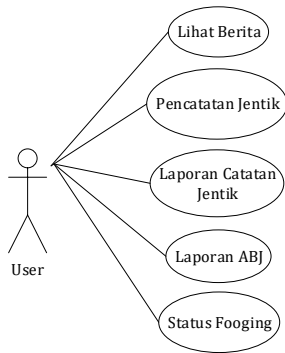 Lihat Berita
Pencatatan Jentik
Laporan Catatan
Jentik
Laporan ABJ
User
Status Fooging